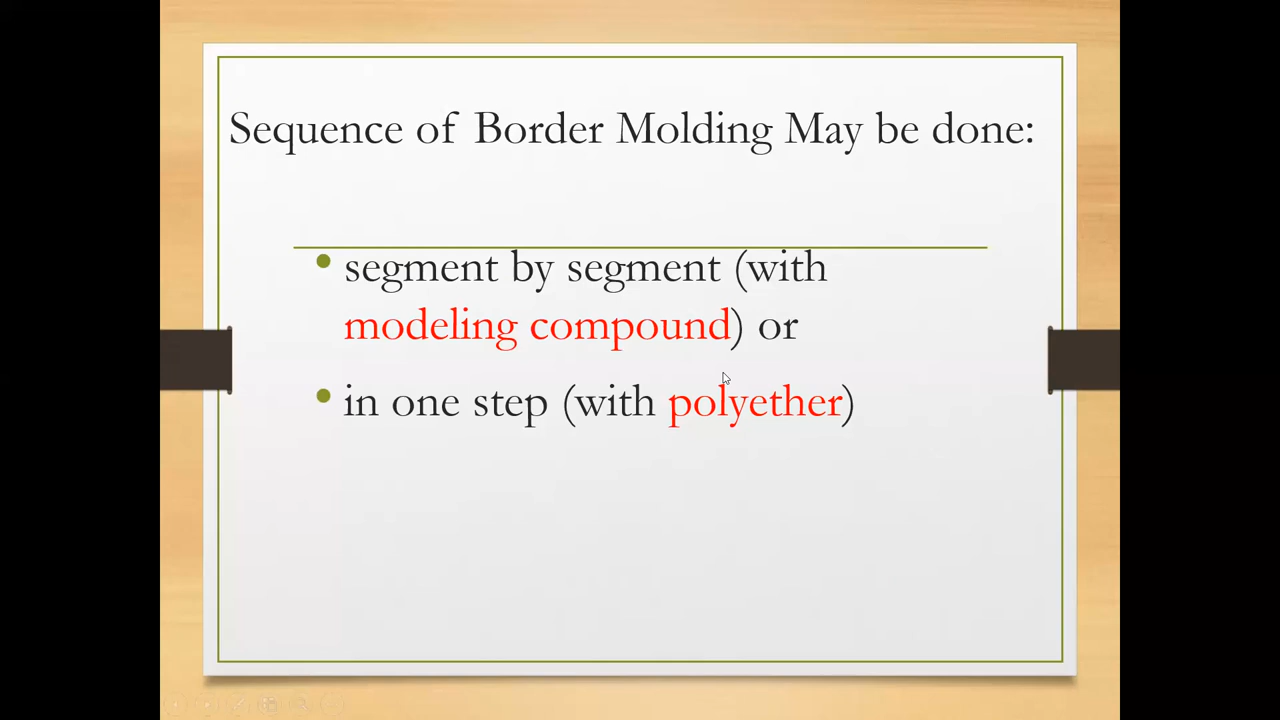 Sequence of Border Molding May be done:
• segment by segment (with
modeling compound) or
• in one step (with polyether)